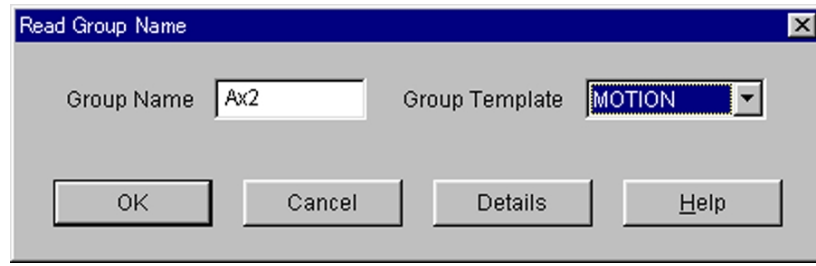 Read Group Name
Group Name Ax2 Group Template MOTION
OK Cancel Details Help